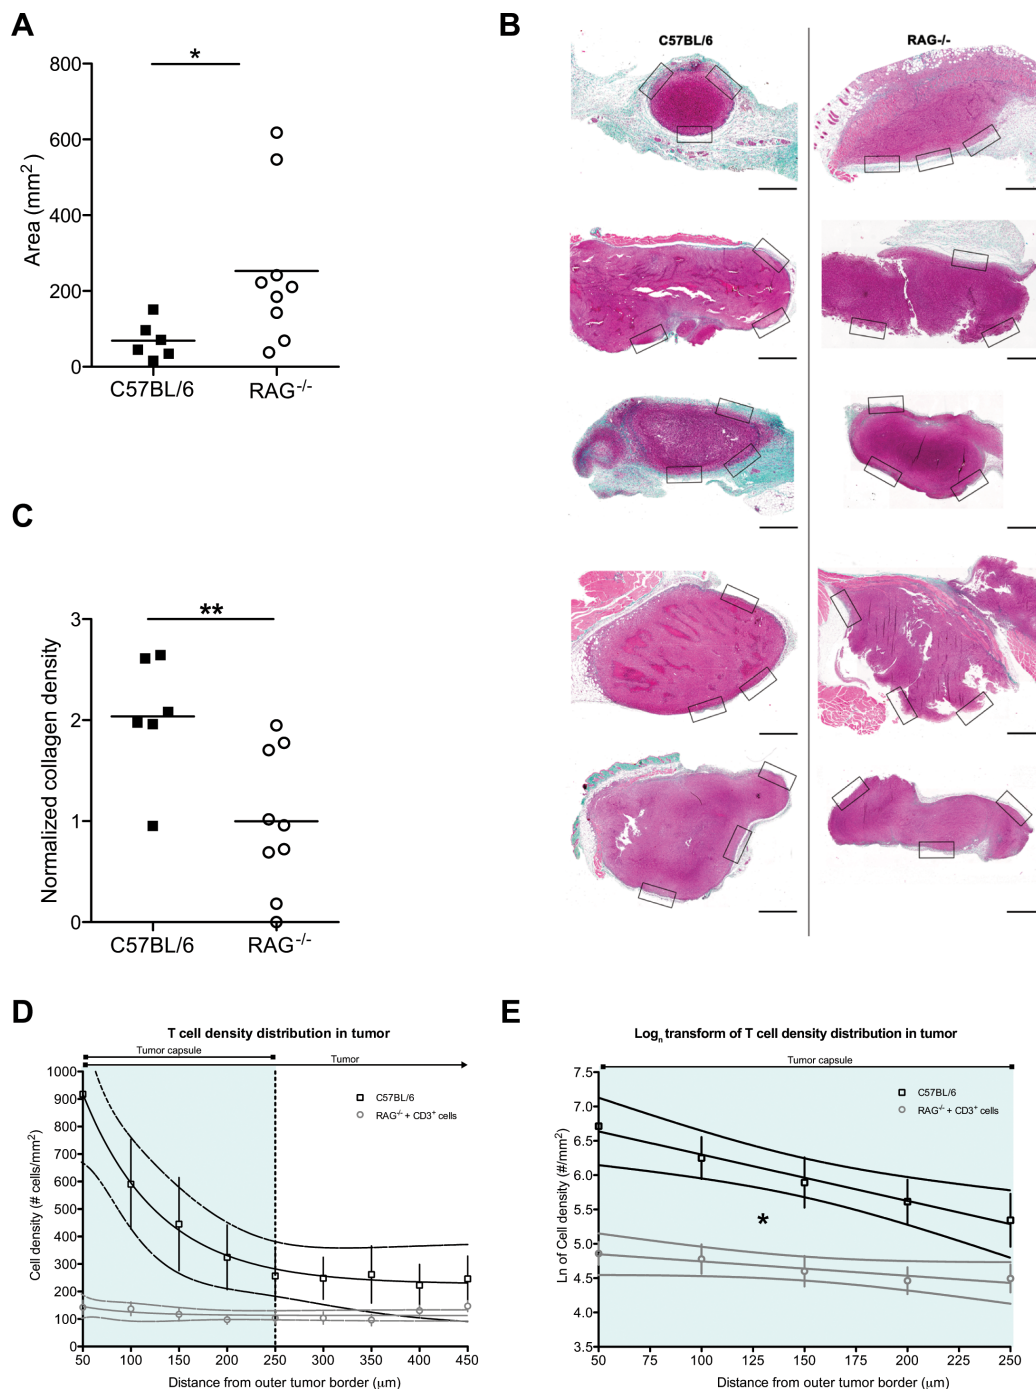 A
*
800
600
400
200
0
Area (mm²)
C57BL/6
RAG-/-
B
C57BL/6
RAG-/-
C
**
3
2
1
0
Normalized collagen density
C57BL/6
RAG-/-
D
T cell density distribution in tumor
Tumor capsule
Tumor
1000
900
800
700
600
500
400
300
200
100
0
Cell density (# cells/mm²)
C57BL/6
RAG-/- + CD3+ cells
50 100 150 200 250 300 350 400 450
Distance from outer tumor border (µm)
E
Logn transform of T cell density distribution in tumor
Tumor capsule
7.5
7.0
6.5
6.0
5.5
5.0
4.5
4.0
3.5
Ln of Cell density (#/mm²)
C57BL/6
RAG-/- + CD3+ cells
*
50 75 100 125 150 175 200 225 250
Distance from outer tumor border (µm)